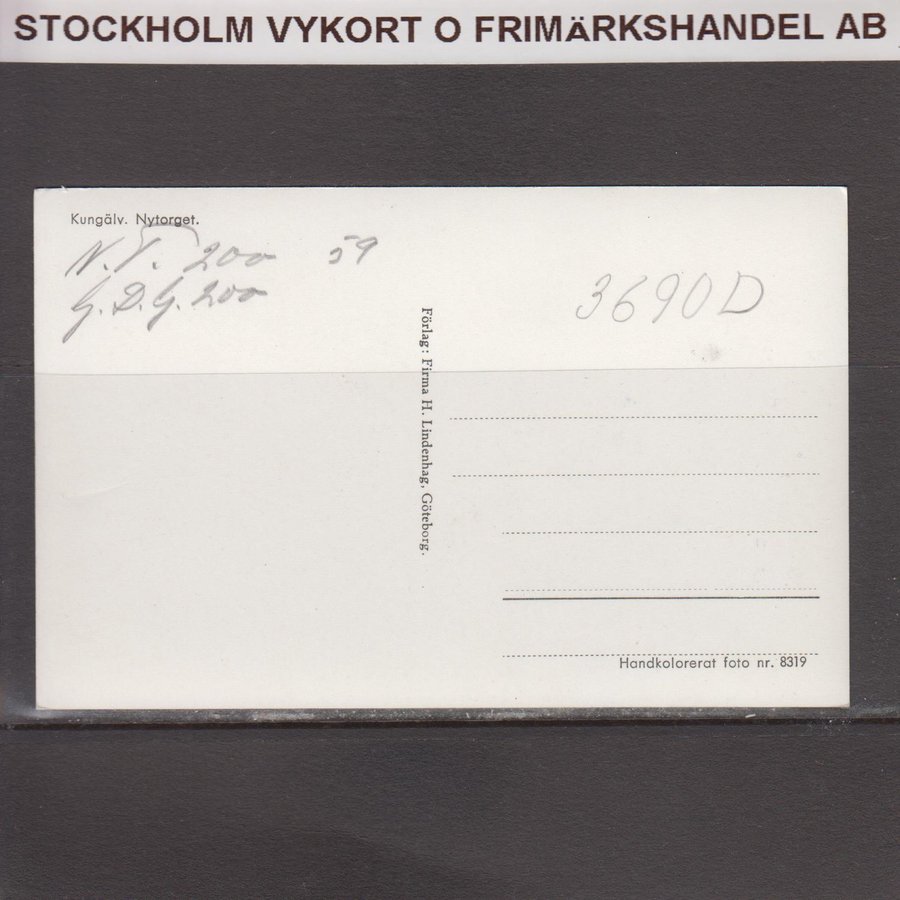 STOCKHOLM VYKORT O FRIMÄRKSHANDEL AB
Kungälv. Nytorget.
N.T. 200 59
G.D.G. 200
3690D
Förlag: Firma H. Lindenhag, Göteborg.
Handkolorerat foto nr. 8319